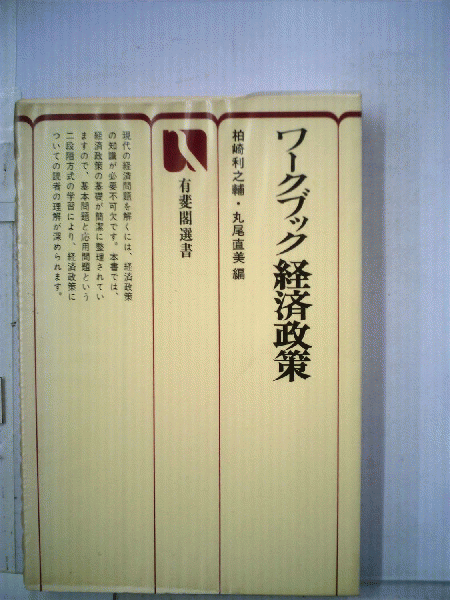 ワークブック経済政策
柏崎利之輔・丸尾直美 編
有斐閣選書
現代の経済問題を解くには、経済政策
の知識が必要不可欠です。本書では、
経済政策の基礎が簡潔に整理されてい
ますので、基本問題と応用問題という
二段階方式の学習により、経済政策に
ついての読者の理解が深められます。